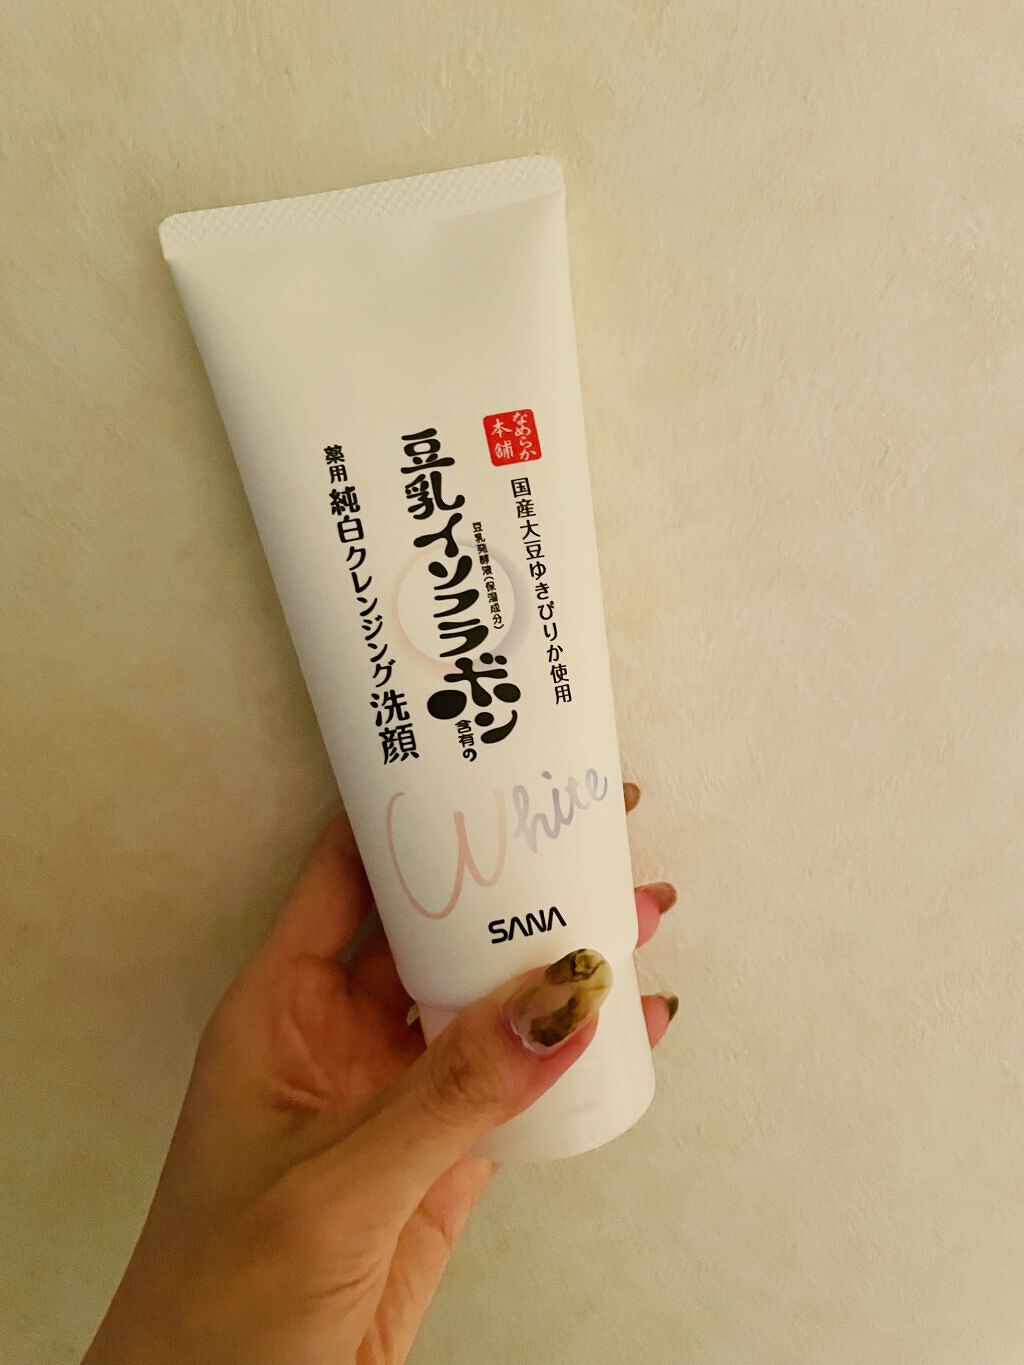 なめらか
本舗
国産大豆ゆきぴりか使用
豆乳発酵液(保湿成分)
豆乳イソフラボン
含有の
薬用純白クレンジング洗顔
White
SANA